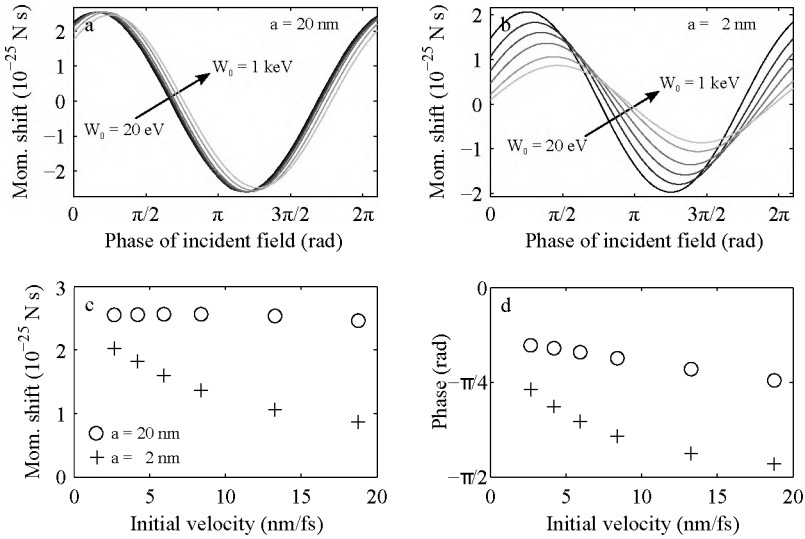 a
a = 20 nm
W₀ = 1 keV
W₀ = 20 eV
2
1
0
−1
−2
Mom. shift (10⁻²⁵ N s)
0
π/2
π
3π/2
2π
Phase of incident field (rad)
b
a = 2 nm
W₀ = 1 keV
W₀ = 20 eV
2
1
0
−1
−2
Mom. shift (10⁻²⁵ N s)
0
π/2
π
3π/2
2π
Phase of incident field (rad)
c
3
2
1
0
Mom. shift (10⁻²⁵ N s)
a = 20 nm
a = 2 nm
0
5
10
15
20
Initial velocity (nm/fs)
d
0
−π/4
−π/2
Phase (rad)
0
5
10
15
20
Initial velocity (nm/fs)